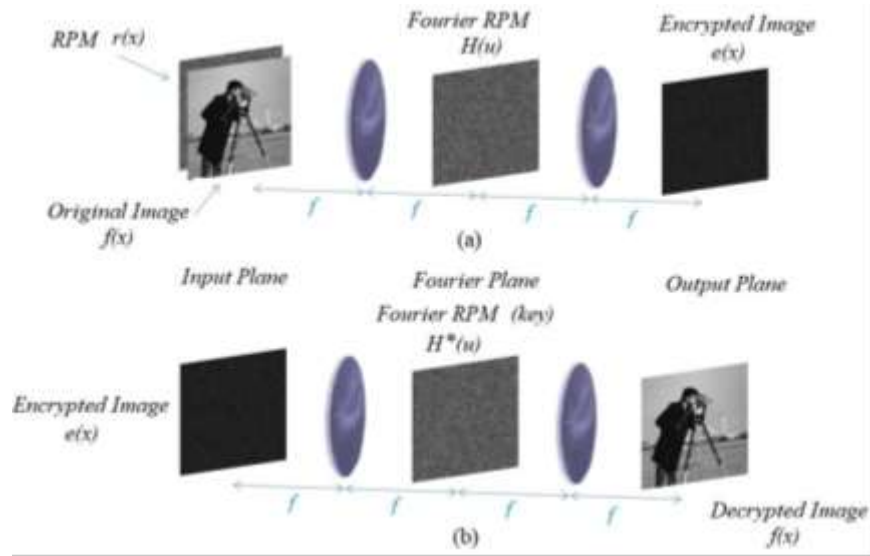 Fourier RPM
H(u)
Encrypted Image
e(x)
RPM r(x)
Original Image
f(x)
f
f
f
f
(a)
Input Plane
Fourier Plane
Output Plane
Fourier RPM (key)
H*(u)
Encrypted Image
e(x)
f
f
f
f
(b)
Decrypted Image
f(x)